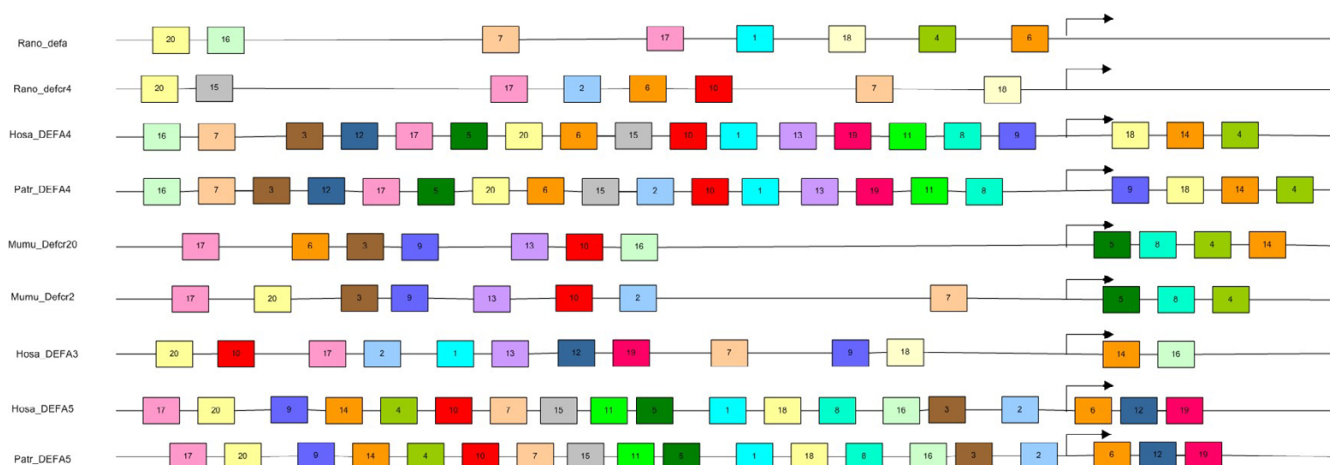 Rano_defa 20 16 7 17 1 18 4 6
Rano_defcr4 20 15 17 2 6 10 7 18
Hosa_DEFA4 16 7 3 12 17 5 20 6 15 10 1 13 19 11 8 9 18 14 4
Patr_DEFA4 16 7 3 12 17 5 20 6 15 2 10 1 13 19 11 8 9 18 14 4
Mumu_Defcr20 17 6 3 9 13 10 16 5 8 4 14
Mumu_Defcr2 17 20 3 9 13 10 2 7 5 8 4
Hosa_DEFA3 20 10 17 2 1 13 12 19 7 9 18 14 16
Hosa_DEFA5 17 20 9 14 4 10 7 15 11 5 1 18 8 16 3 2 6 12 19
Patr_DEFA5 17 20 9 14 4 10 7 15 11 5 1 18 8 16 3 2 6 12 19